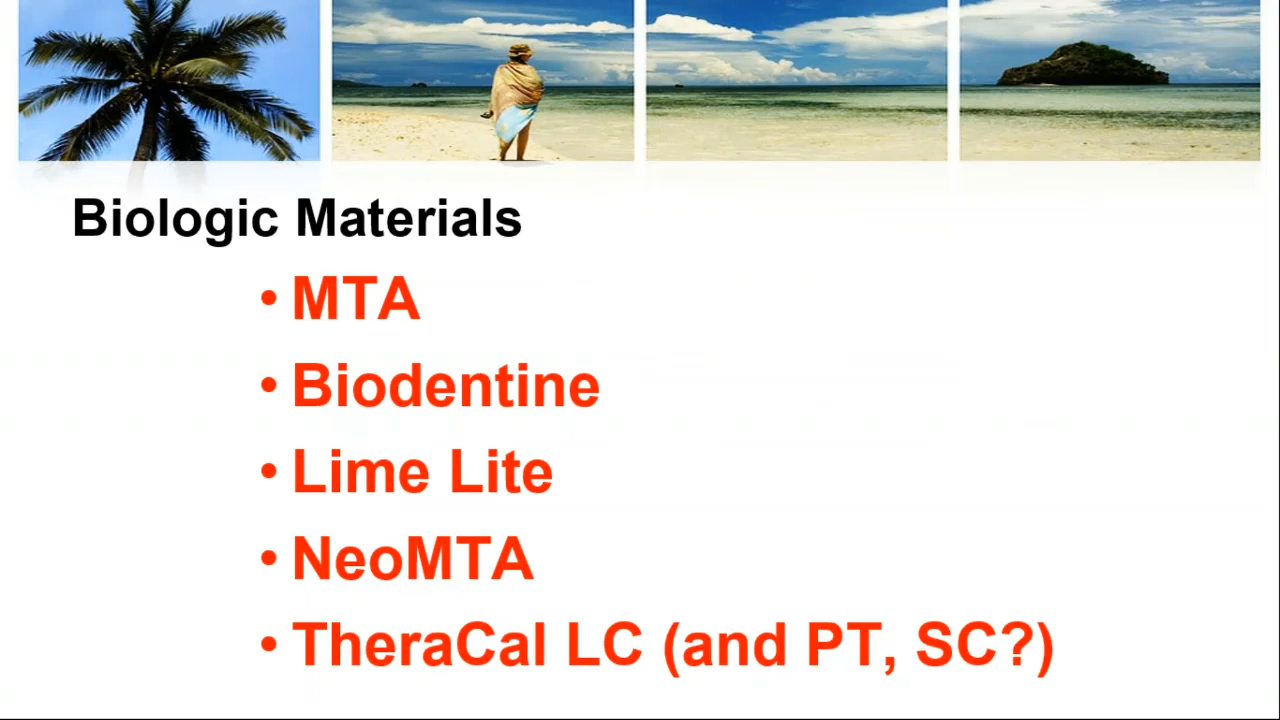 Biologic Materials
• MTA
• Biodentine
• Lime Lite
• NeoMTA
• TheraCal LC (and PT, SC?)